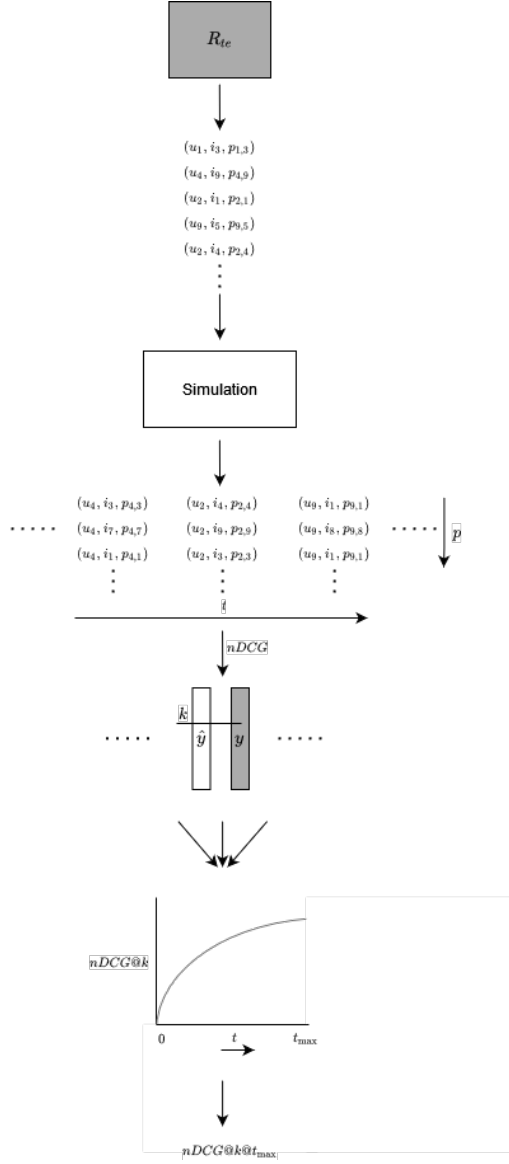 R_{te}
(u_1, i_3, p_{1,3})
(u_4, i_9, p_{4,9})
(u_2, i_1, p_{2,1})
(u_9, i_5, p_{9,5})
(u_2, i_4, p_{2,4})
Simulation
(u_4, i_3, p_{4,3}) (u_2, i_4, p_{2,4}) (u_9, i_1, p_{9,1})
(u_4, i_7, p_{4,7}) (u_2, i_9, p_{2,9}) (u_9, i_8, p_{9,8})
p
(u_4, i_1, p_{4,1}) (u_2, i_3, p_{2,3}) (u_9, i_1, p_{9,1})
t
nDCG
k
ŷ y
nDCG@k
0 t t_{max}
nDCG@k@t_{max}